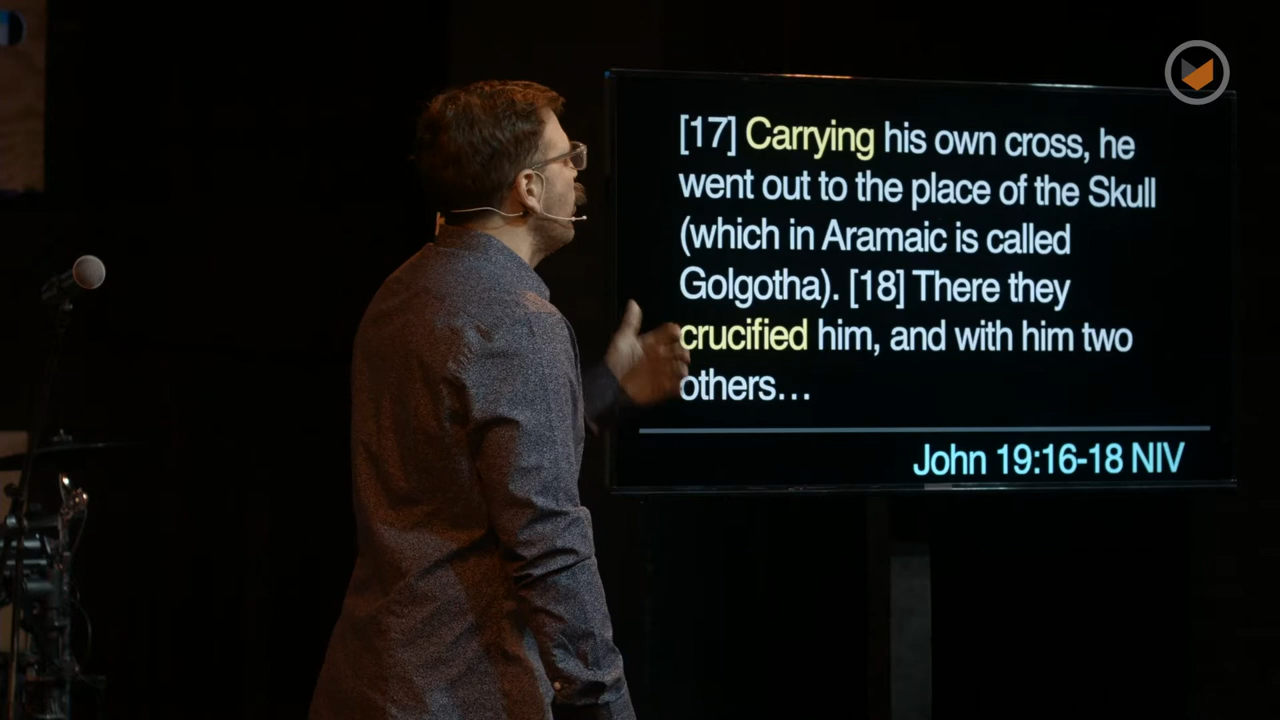 [17] Carrying his own cross, he
went out to the place of the Skull
(which in Aramaic is called
Golgotha). [18] There they
crucified him, and with him two
others…
John 19:16-18 NIV